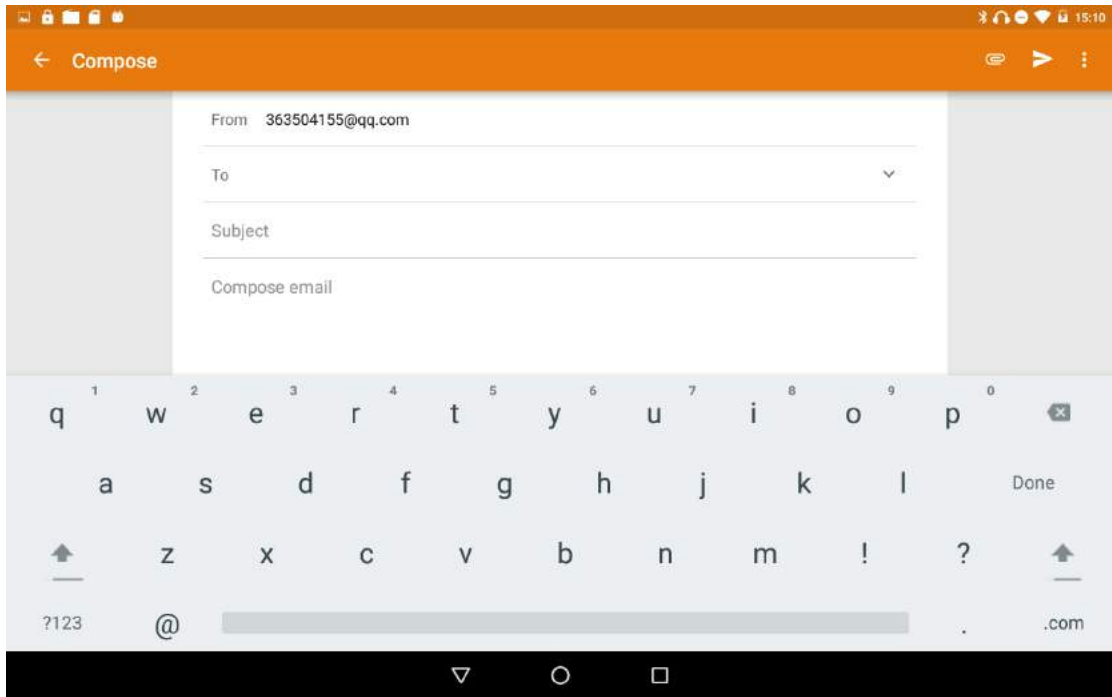 15:10
Compose
From 363504155@qq.com
To
Subject
Compose email
1 2 3 4 5 6 7 8 9 0
q w e r t y u i o p
a s d f g h j k l Done
z x c v b n m ! ?
?123 @ . .com